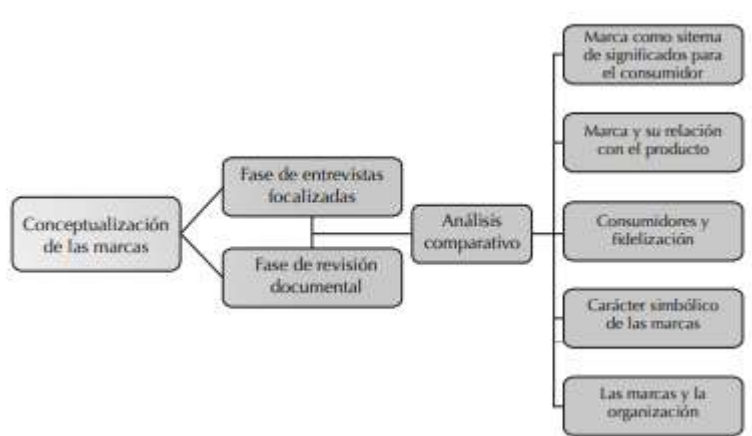 Conceptualización
de las marcas
Fase de entrevistas
focalizadas
Fase de revisión
documental
Análisis
comparativo
Marca como sitema
de significados para
el consumidor
Marca y su relación
con el producto
Consumidores y
fidelización
Carácter simbólico
de las marcas
Las marcas y la
organización